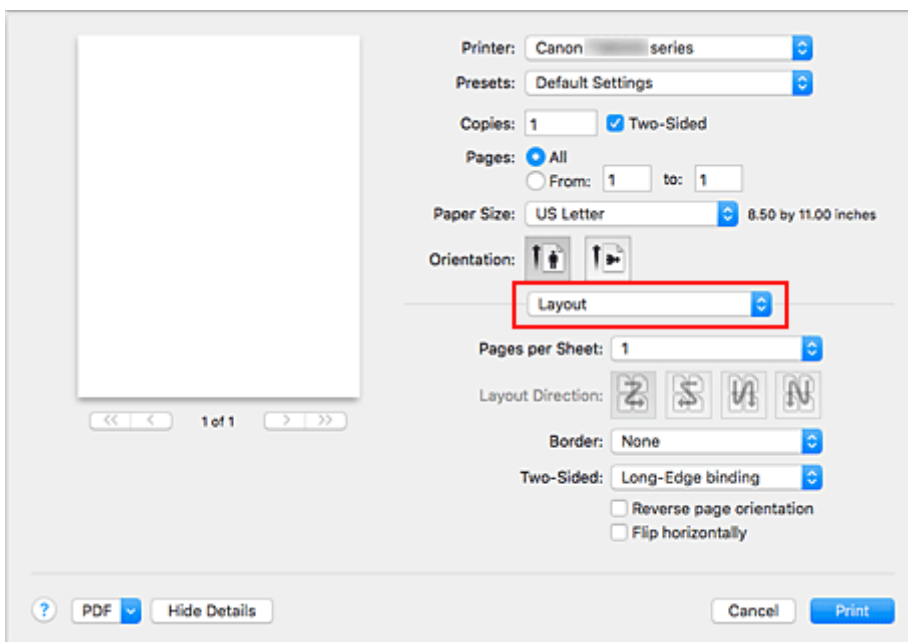 Printer: Canon series
Presets: Default Settings
Copies: 1 Two-Sided
Pages: All
From: 1 to: 1
Paper Size: US Letter 8.50 by 11.00 inches
Orientation:
Layout
Pages per Sheet: 1
Layout Direction:
<< < 1 of 1 > >>
Border: None
Two-Sided: Long-Edge binding
Reverse page orientation
Flip horizontally
? PDF Hide Details Cancel Print